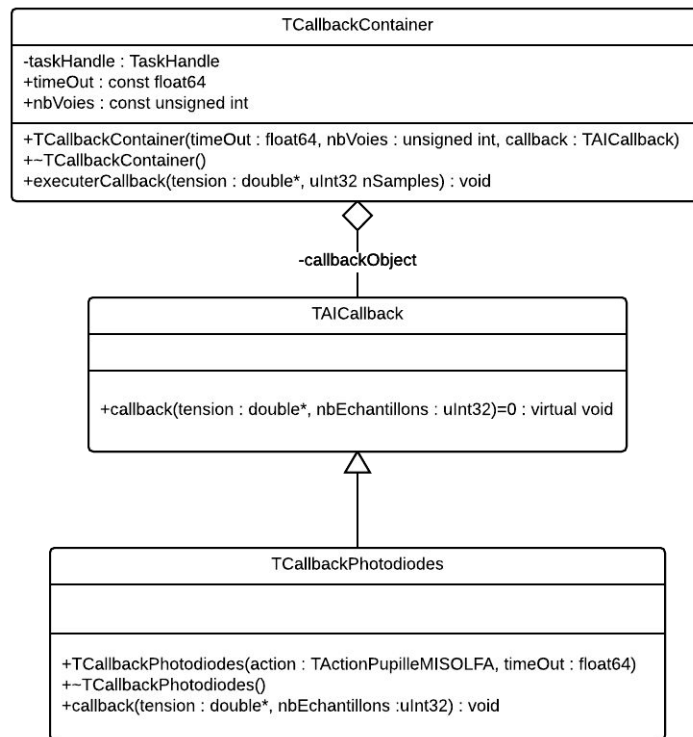 TCallbackContainer
-taskHandle : TaskHandle
+timeOut : const float64
+nbVoies : const unsigned int
+TCallbackContainer(timeOut : float64, nbVoies : unsigned int, callback : TAICallback)
+~TCallbackContainer()
+executerCallback(tension : double*, uInt32 nSamples) : void
-callbackObject
TAICallback
+callback(tension : double*, nbEchantillons : uInt32)=0 : virtual void
TCallbackPhotodiodes
+TCallbackPhotodiodes(action : TActionPupilleMISOLFA, timeOut : float64)
+~TCallbackPhotodiodes()
+callback(tension : double*, nbEchantillons :uInt32) : void